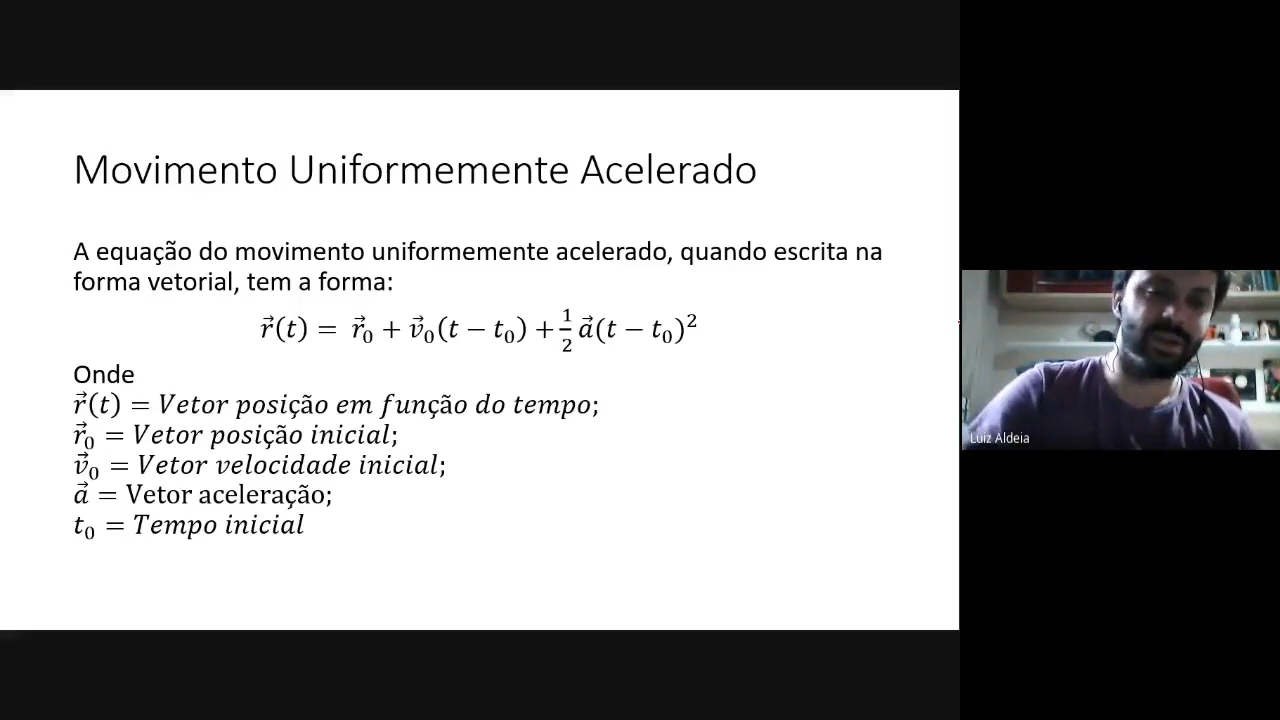 Movimento Uniformemente Acelerado
A equação do movimento uniformemente acelerado, quando escrita na
forma vetorial, tem a forma:
r⃗(t) = r⃗₀ + v⃗₀(t − t₀) + ½ a⃗(t − t₀)²
Onde
r⃗(t) = Vetor posição em função do tempo;
r⃗₀ = Vetor posição inicial;
v⃗₀ = Vetor velocidade inicial;
a⃗ = Vetor aceleração;
t₀ = Tempo inicial
Luiz Aldeia